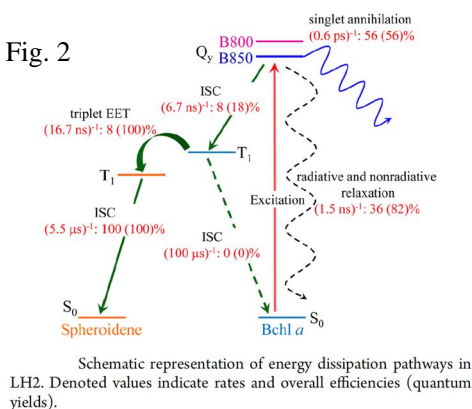 Fig. 2
singlet annihilation
(0.6 ps)-1: 56 (56)%
B800
Qy B850
ISC
(6.7 ns)-1: 8 (18)%
triplet EET
(16.7 ns)-1: 8 (100)%
T1
T1
radiative and nonradiative
relaxation
(1.5 ns)-1: 36 (82)%
Excitation
ISC
(5.5 μs)-1: 100 (100)%
ISC
(100 μs)-1: 0 (0)%
S0
Spheroidene
Bchl a
S0
Schematic representation of energy dissipation pathways in
LH2. Denoted values indicate rates and overall efficiencies (quantum
yields).